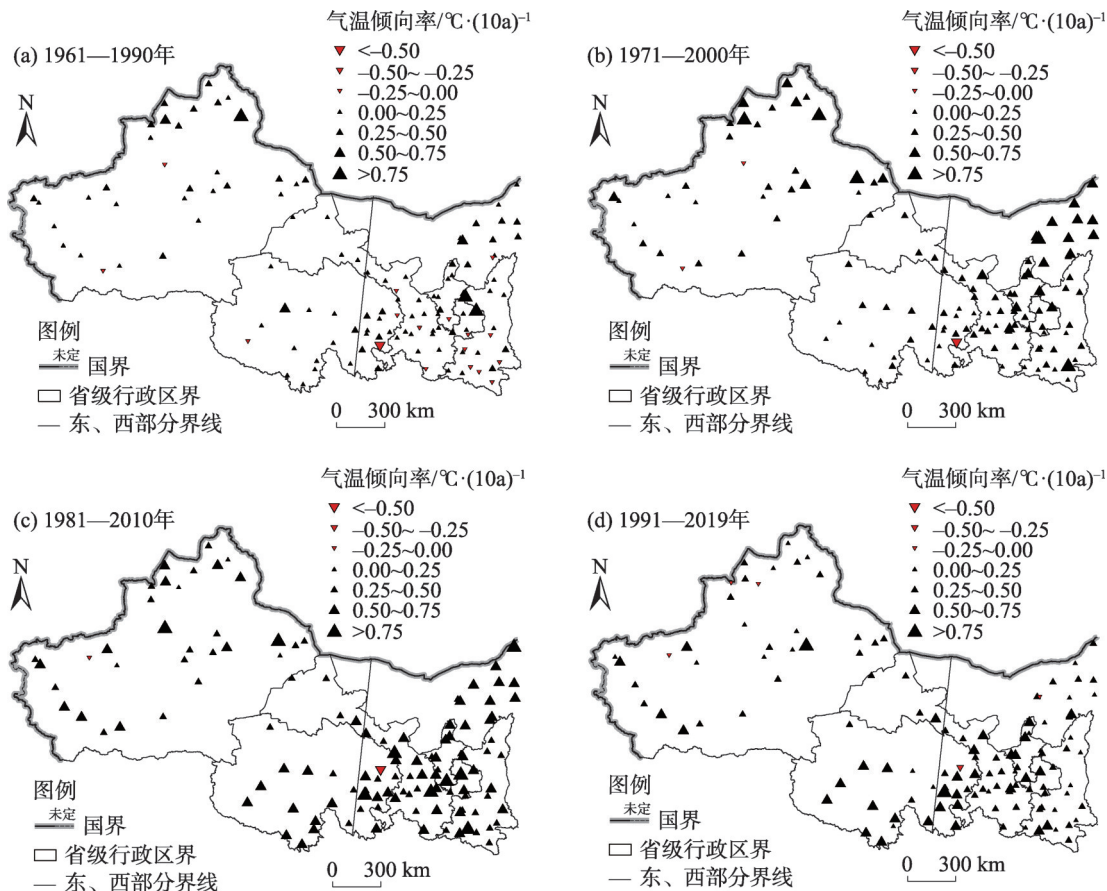 (a) 1961—1990年
气温倾向率/℃·(10a)⁻¹
<–0.50
–0.50~ –0.25
–0.25~0.00
0.00~0.25
0.25~0.50
0.50~0.75
>0.75
N
图例
未定 国界
省级行政区界
东、西部分界线
0 300 km
(b) 1971—2000年
气温倾向率/℃·(10a)⁻¹
<–0.50
–0.50~ –0.25
–0.25~0.00
0.00~0.25
0.25~0.50
0.50~0.75
>0.75
N
图例
未定 国界
省级行政区界
东、西部分界线
0 300 km
(c) 1981—2010年
气温倾向率/℃·(10a)⁻¹
<–0.50
–0.50~ –0.25
–0.25~0.00
0.00~0.25
0.25~0.50
0.50~0.75
>0.75
N
图例
未定 国界
省级行政区界
东、西部分界线
0 300 km
(d) 1991—2019年
气温倾向率/℃·(10a)⁻¹
<–0.50
–0.50~ –0.25
–0.25~0.00
0.00~0.25
0.25~0.50
0.50~0.75
>0.75
N
图例
未定 国界
省级行政区界
东、西部分界线
0 300 km